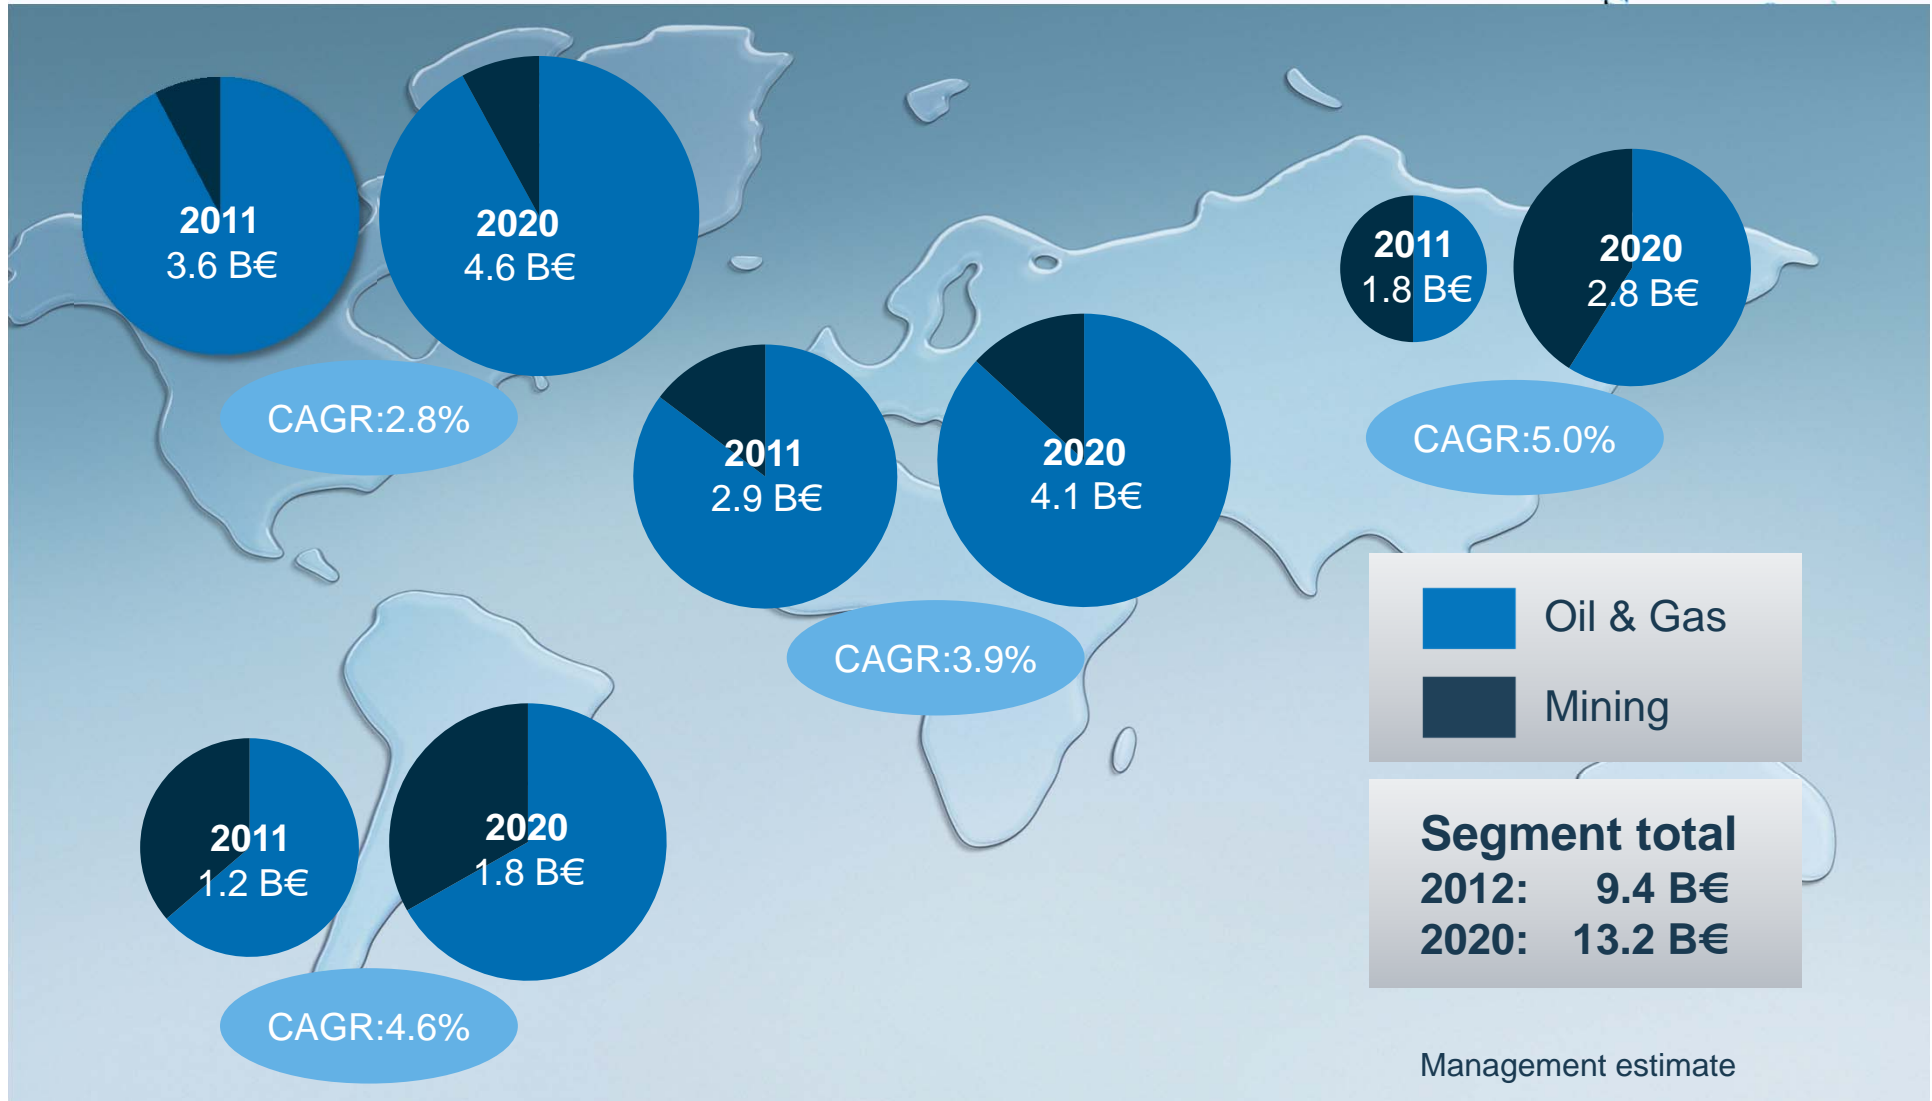 2011
3.6 B€
2020
4.6 B€
CAGR:2.8%
2011
1.8 B€
2020
2.8 B€
CAGR:5.0%
2011
2.9 B€
2020
4.1 B€
CAGR:3.9%
2011
1.2 B€
2020
1.8 B€
CAGR:4.6%
Oil & Gas
Mining
Segment total
2012: 9.4 B€
2020: 13.2 B€
Management estimate